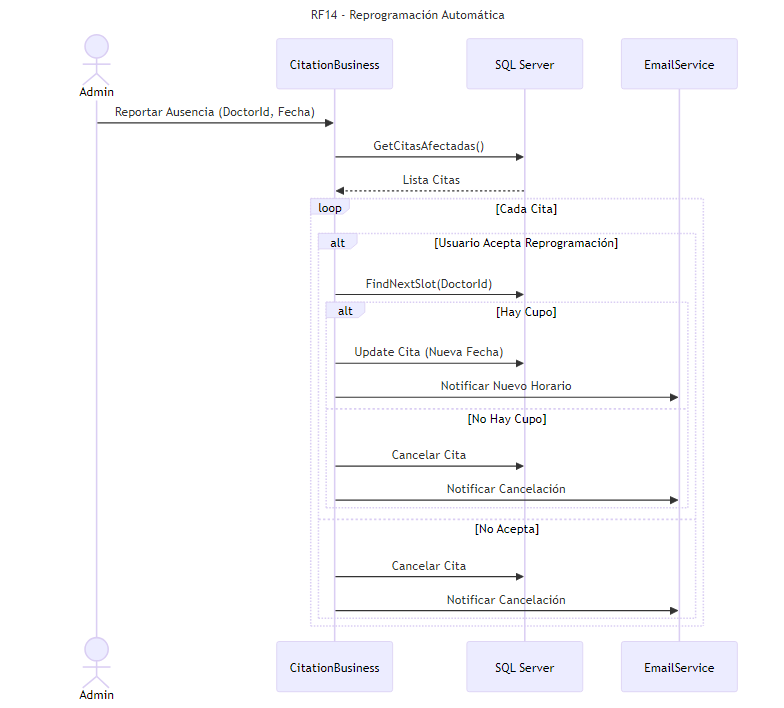 RF14 - Reprogramación Automática
Admin
CitationBusiness
SQL Server
EmailService
Reportar Ausencia (DoctorId, Fecha)
GetCitasAfectadas()
Lista Citas
loop
[Cada Cita]
alt
[Usuario Acepta Reprogramación]
FindNextSlot(DoctorId)
alt
[Hay Cupo]
Update Cita (Nueva Fecha)
Notificar Nuevo Horario
[No Hay Cupo]
Cancelar Cita
Notificar Cancelación
[No Acepta]
Cancelar Cita
Notificar Cancelación
Admin
CitationBusiness
SQL Server
EmailService